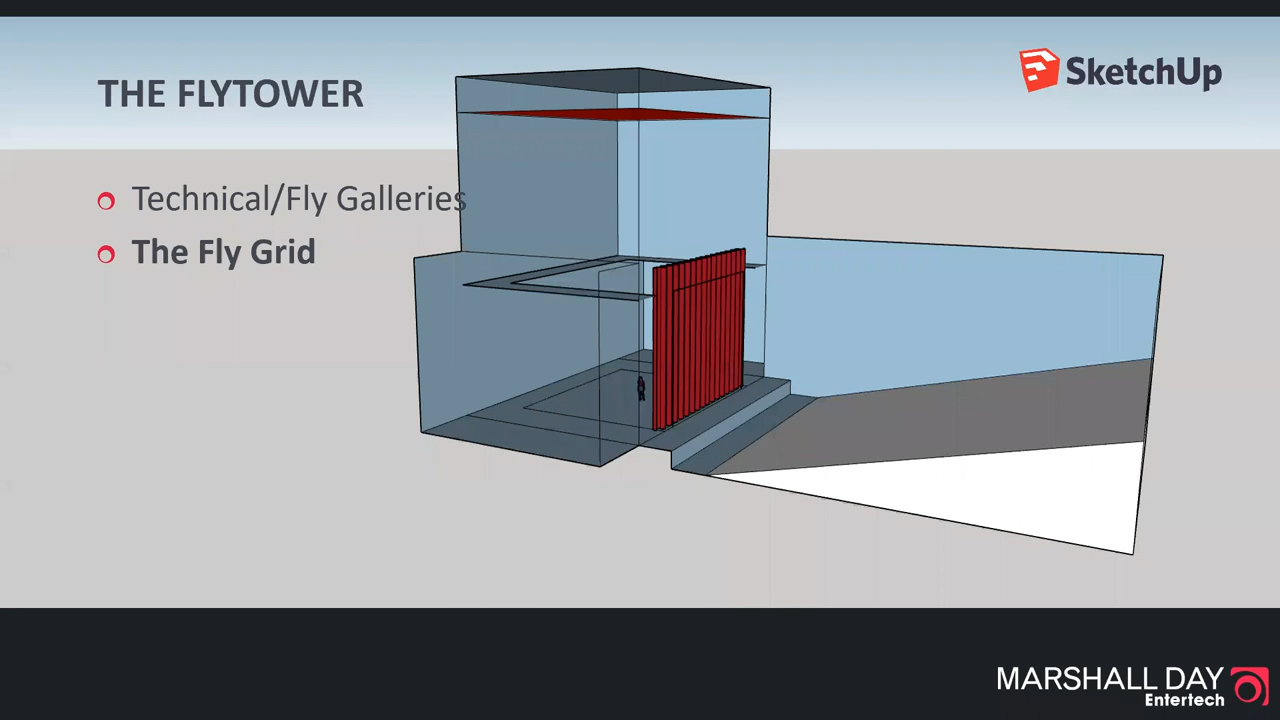 THE FLYTOWER
SketchUp
Technical/Fly Galleries
The Fly Grid
MARSHALL DAY
Entertech